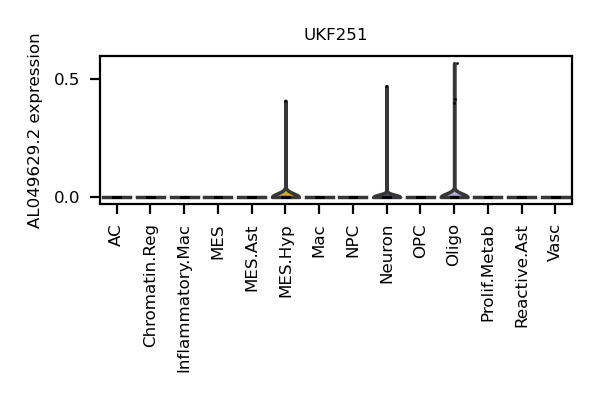 UKF251
AL049629.2 expression
0.5
0.0
AC
Chromatin.Reg
Inflammatory.Mac
MES
MES.Ast
MES.Hyp
Mac
NPC
Neuron
OPC
Oligo
Prolif.Metab
Reactive.Ast
Vasc